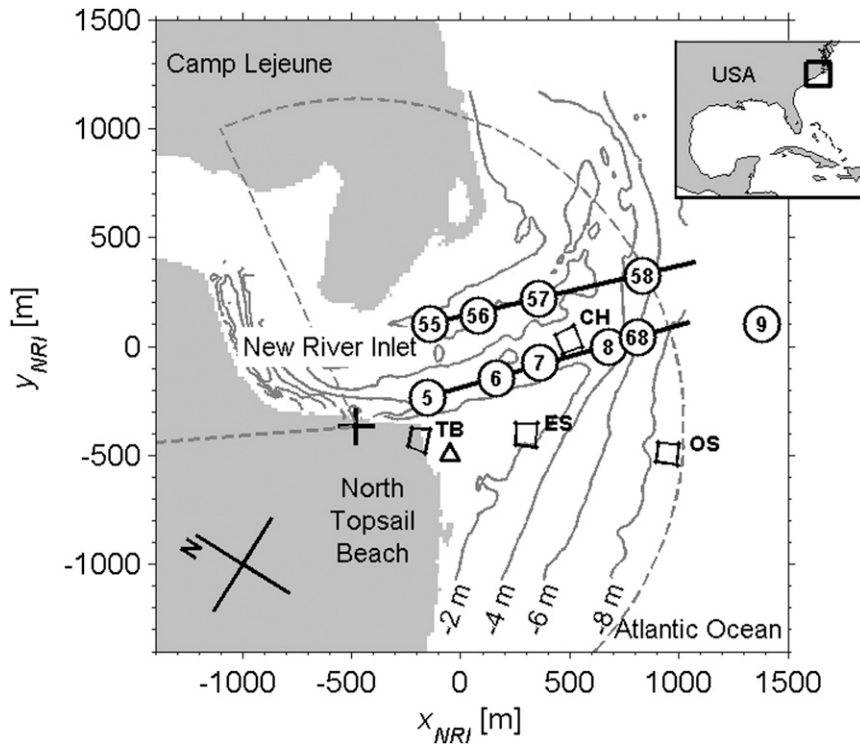 1500
Camp Lejeune
USA
1000
500
58
57
56
55
CH
9
New River Inlet
0
68
8
7
6
5
TB
ES
OS
-500
North
Topsail
Beach
N
-1000
-2 m
-4 m
-6 m
-8 m
Atlantic Ocean
-1000
-500
0
500
1000
1500
x_NRI [m]
y_NRI [m]